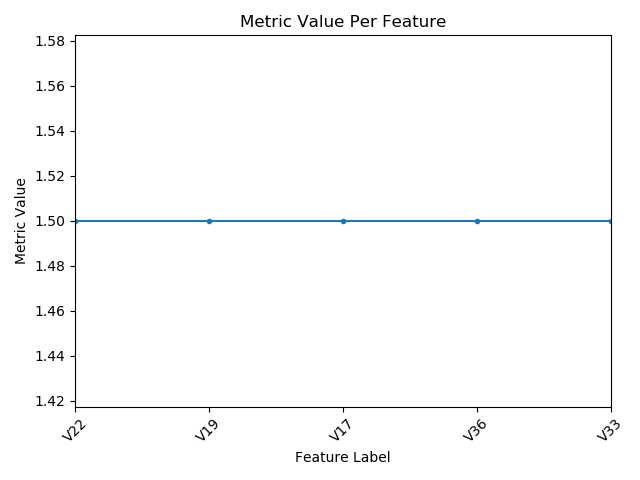 Metric Value Per Feature
1.58
1.56
1.54
1.52
1.50
1.48
1.46
1.44
1.42
Metric Value
V22 V19 V17 V36 V33
Feature Label